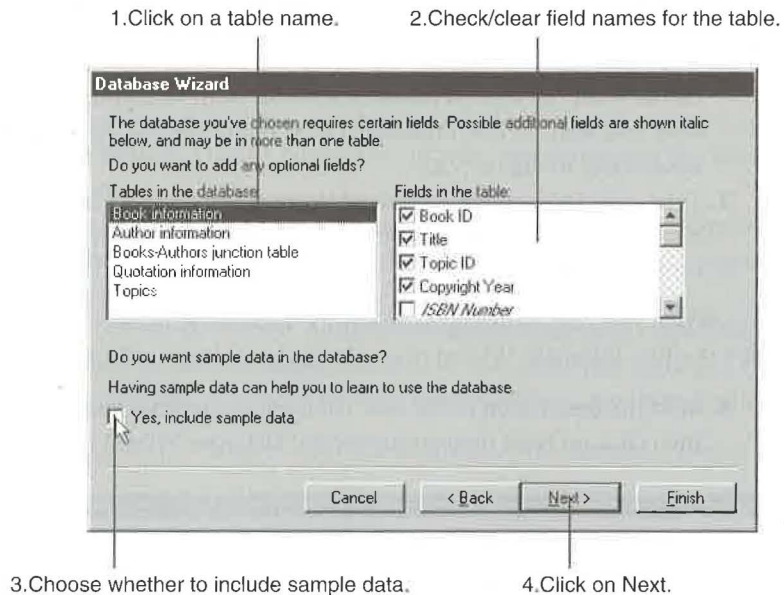 1.Click on a table name.
2.Check/clear field names for the table.
Database Wizard
The database you've chosen requires certain fields. Possible additional fields are shown italic
below, and may be in more than one table.
Do you want to add any optional fields?
Tables in the database:
Fields in the table:
Book information
Author information
Books-Authors junction table
Quotation information
Topics
Book ID
Title
Topic ID
Copyright Year
ISBN Number
Do you want sample data in the database?
Having sample data can help you to learn to use the database.
Yes, include sample data
Cancel
< Back
Next >
Finish
3.Choose whether to include sample data.
4.Click on Next.